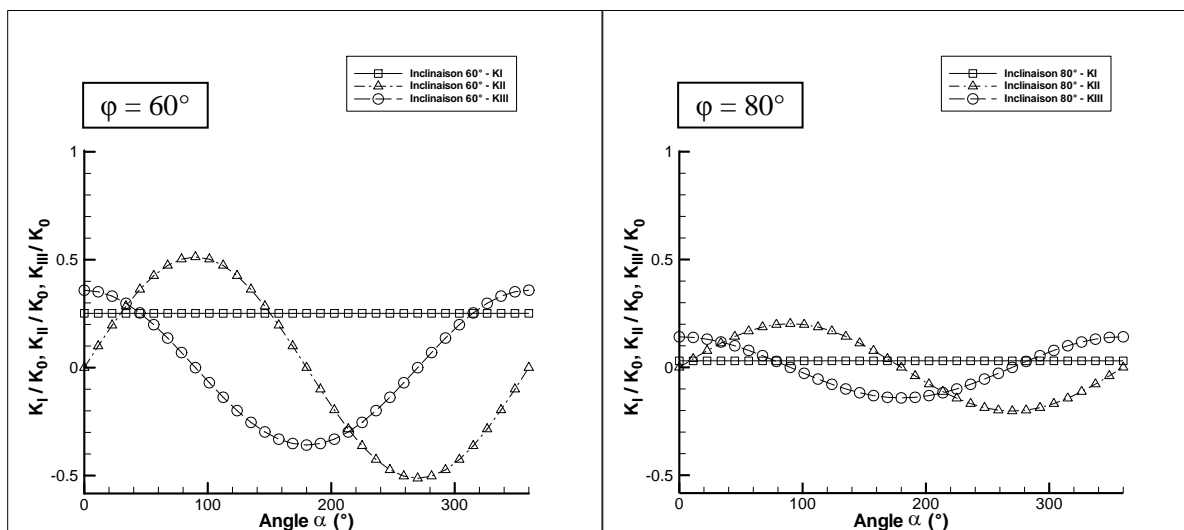 Inclinaison 60° - KI
Inclinaison 60° - KII
Inclinaison 60° - KIII
φ = 60°
1
0.5
0
-0.5
K_I / K_0, K_II / K_0, K_III / K_0
0 100 200 300
Angle α (°)
Inclinaison 80° - KI
Inclinaison 80° - KII
Inclinaison 80° - KIII
φ = 80°
1
0.5
0
-0.5
K_I / K_0, K_II / K_0, K_III / K_0
0 100 200 300
Angle α (°)